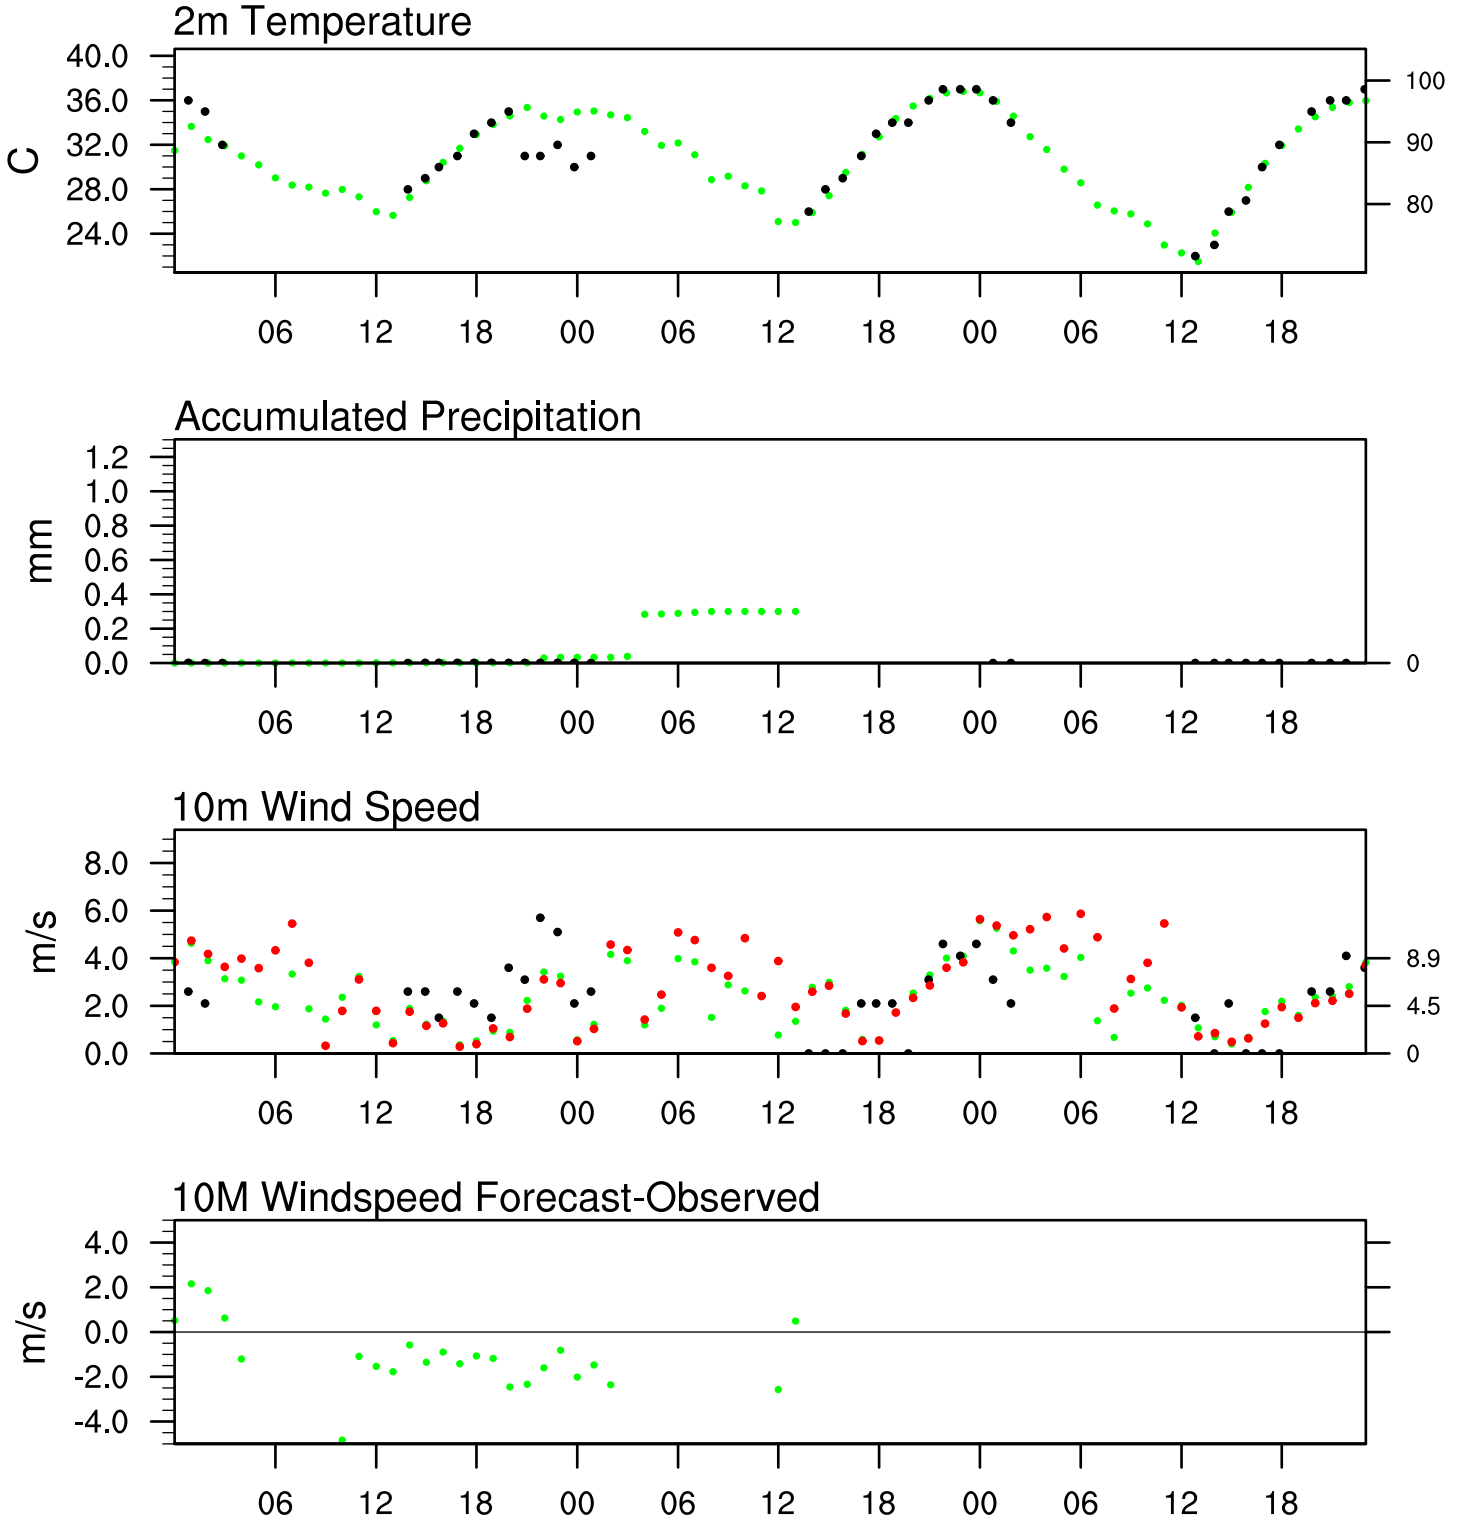 2m Temperature
40.0
36.0
32.0
28.0
24.0
C
100
90
80
06 12 18 00 06 12 18 00 06 12 18
Accumulated Precipitation
1.2
1.0
0.8
0.6
0.4
0.2
0.0
mm
0
06 12 18 00 06 12 18 00 06 12 18
10m Wind Speed
8.0
6.0
4.0
2.0
0.0
m/s
8.9
4.5
0
06 12 18 00 06 12 18 00 06 12 18
10M Windspeed Forecast-Observed
4.0
2.0
0.0
-2.0
-4.0
m/s
06 12 18 00 06 12 18 00 06 12 18